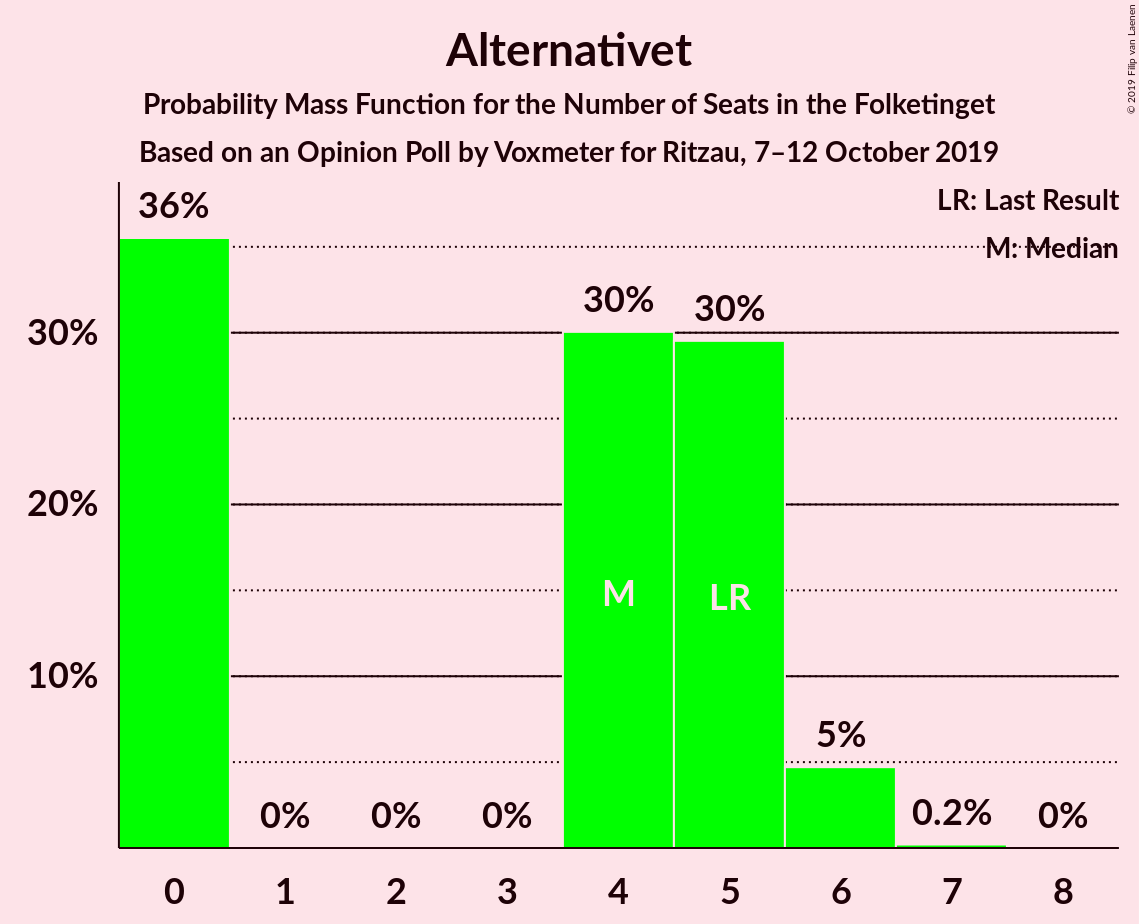 Alternativet
Probability Mass Function for the Number of Seats in the Folketinget
Based on an Opinion Poll by Voxmeter for Ritzau, 7–12 October 2019
© 2019 Filip van Laenen
LR: Last Result
M: Median
36%
30%
30%
30%
20%
M
LR
10%
5%
0%
0%
0%
0.2%
0%
0
1
2
3
4
5
6
7
8